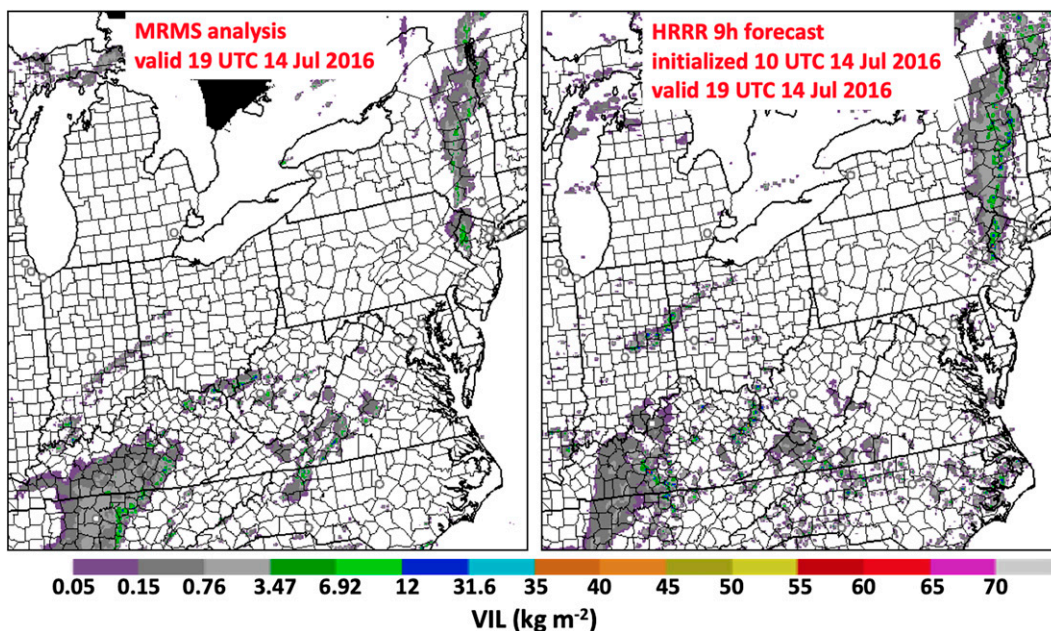 MRMS analysis
valid 19 UTC 14 Jul 2016
HRRR 9h forecast
initialized 10 UTC 14 Jul 2016
valid 19 UTC 14 Jul 2016
0.05 0.15 0.76 3.47 6.92 12 31.6 35 40 45 50 55 60 65 70
VIL (kg m⁻²)